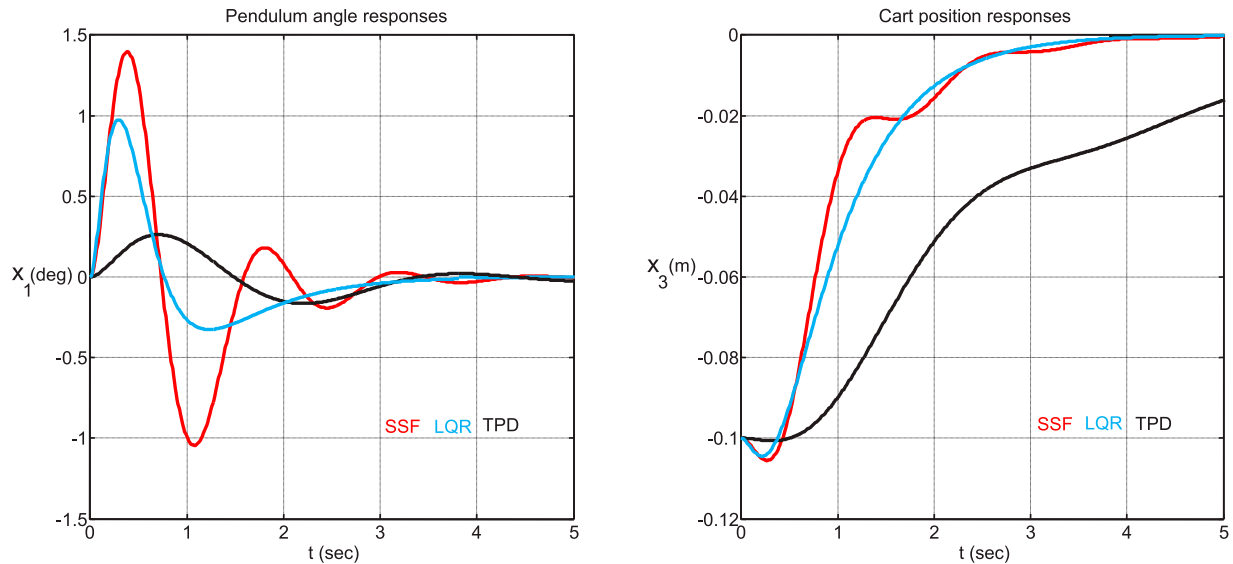 Pendulum angle responses
1.5
1
0.5
0
-0.5
-1
-1.5
x1(deg)
SSF LQR TPD
0 1 2 3 4 5
t (sec)
Cart position responses
0
-0.02
-0.04
-0.06
-0.08
-0.1
-0.12
x3(m)
SSF LQR TPD
0 1 2 3 4 5
t (sec)